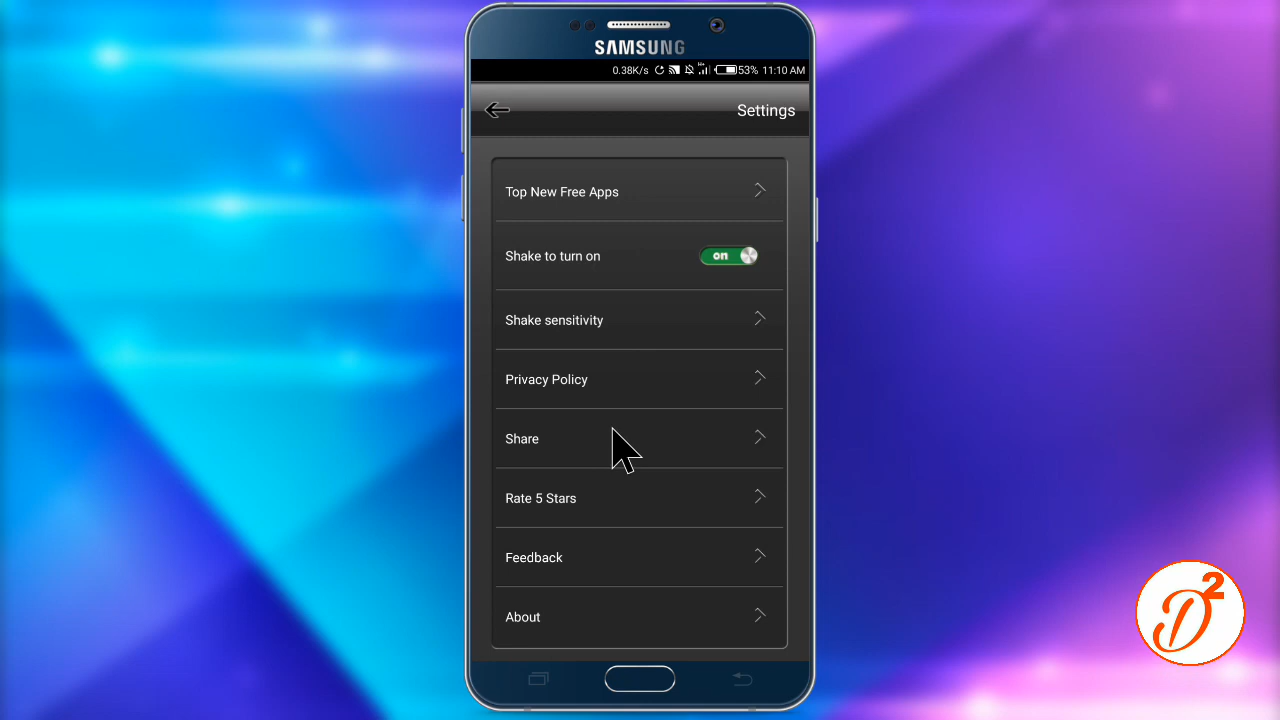 SAMSUNG
0.38K/s 53% 11:10 AM
Settings
Top New Free Apps
Shake to turn on
on
Shake sensitivity
Privacy Policy
Share
Rate 5 Stars
Feedback
About
D²